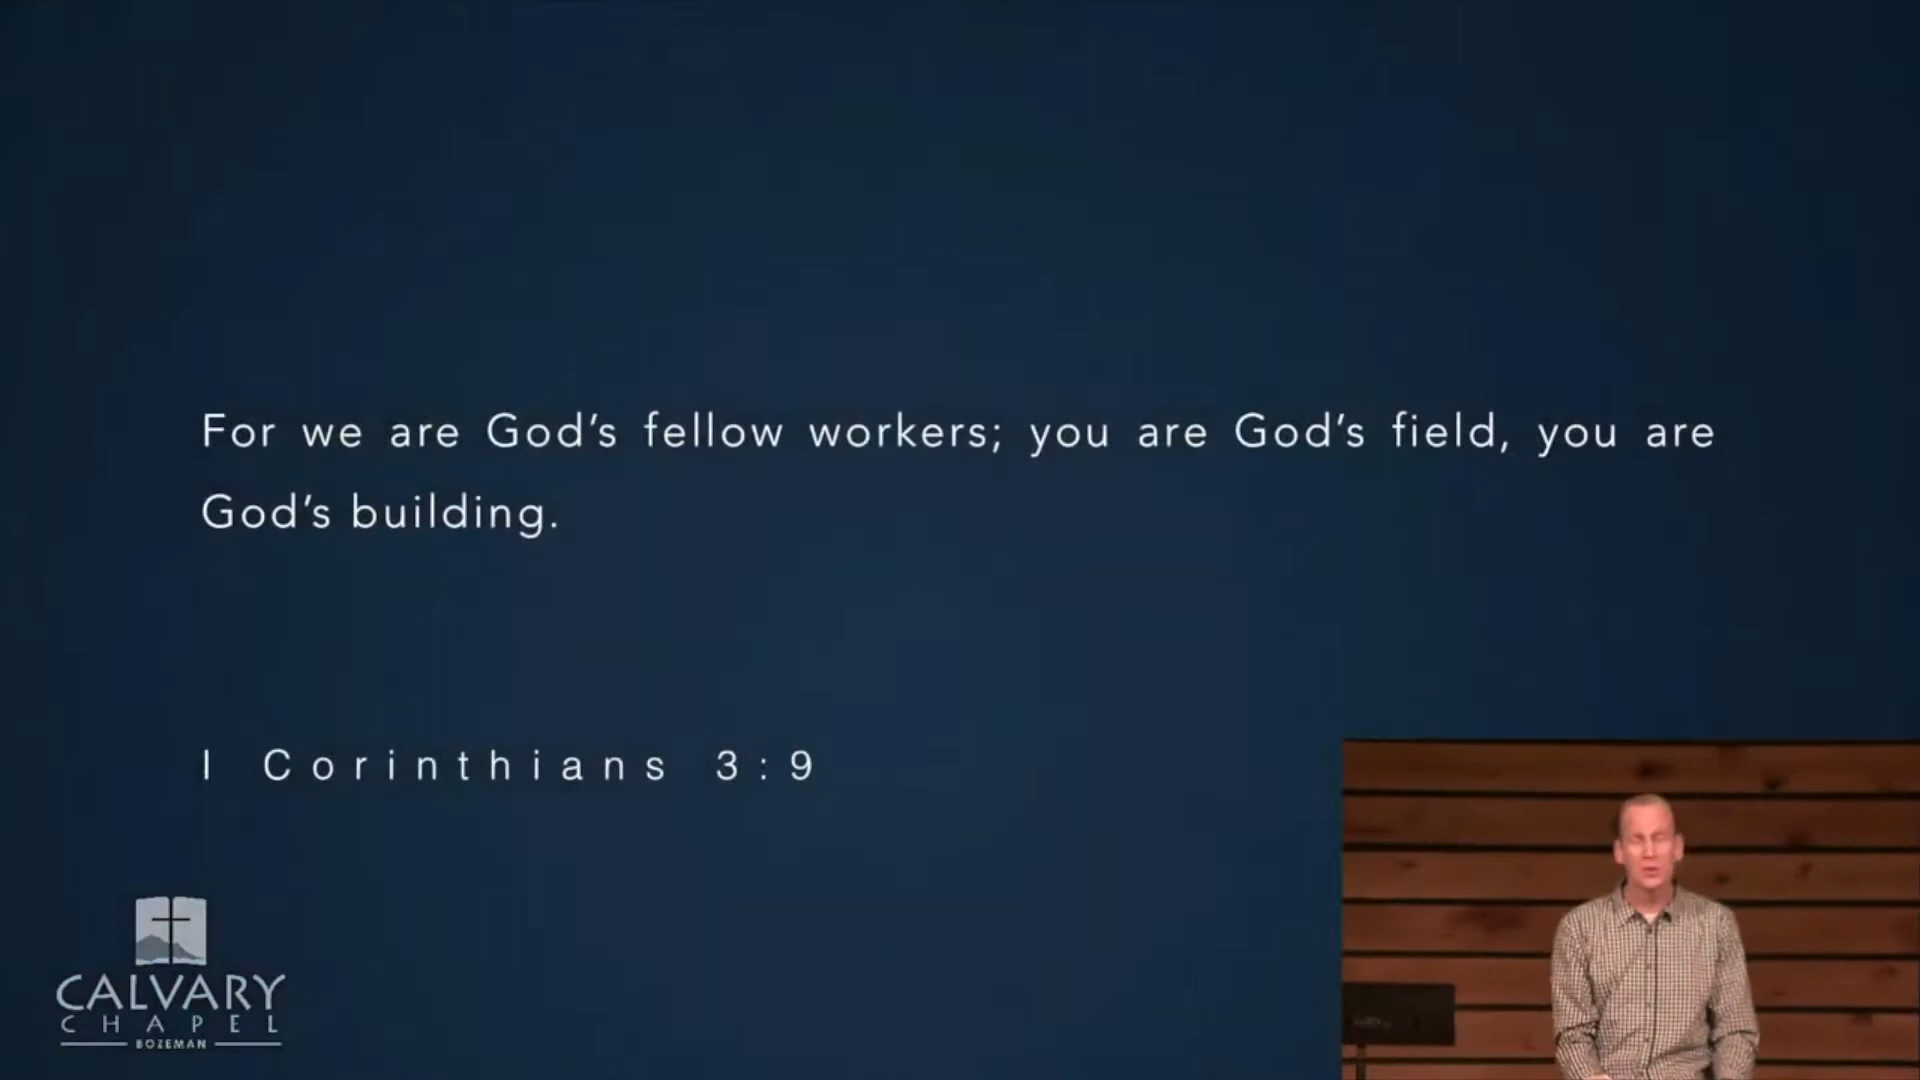 For we are God’s fellow workers; you are God’s field, you are
God’s building.
I Corinthians 3:9
CALVARY
CHAPEL
BOZEMAN